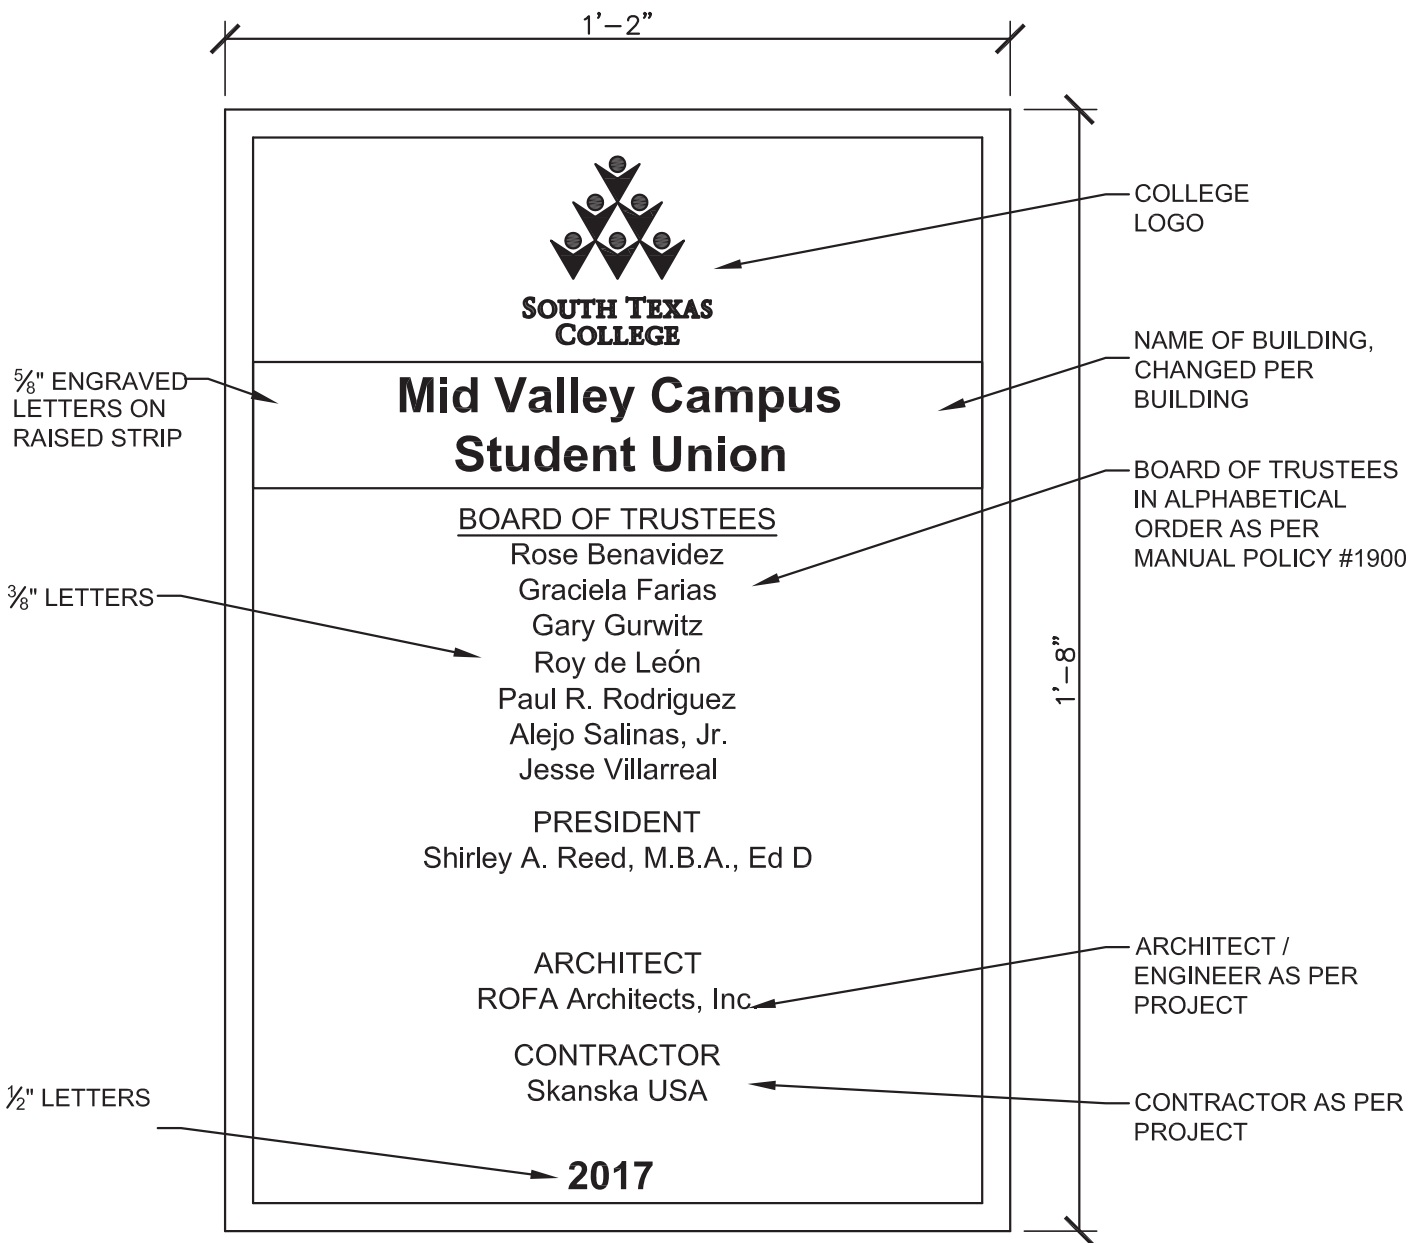 1'-2"
SOUTH TEXAS
COLLEGE
Mid Valley Campus
Student Union
BOARD OF TRUSTEES
Rose Benavidez
Graciela Farias
Gary Gurwitz
Roy de León
Paul R. Rodriguez
Alejo Salinas, Jr.
Jesse Villarreal
PRESIDENT
Shirley A. Reed, M.B.A., Ed D
ARCHITECT
ROFA Architects, Inc.
CONTRACTOR
Skanska USA
2017
⅝" ENGRAVED
LETTERS ON
RAISED STRIP
⅜" LETTERS
½" LETTERS
COLLEGE
LOGO
NAME OF BUILDING,
CHANGED PER
BUILDING
BOARD OF TRUSTEES
IN ALPHABETICAL
ORDER AS PER
MANUAL POLICY #1900
1'-8"
ARCHITECT /
ENGINEER AS PER
PROJECT
CONTRACTOR AS PER
PROJECT